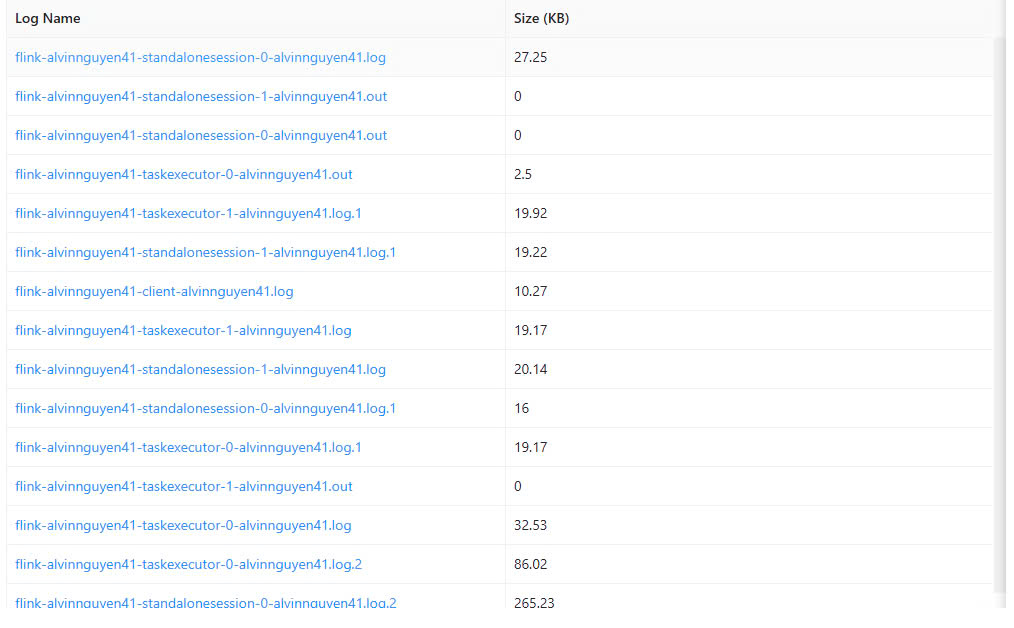 Log Name Size (KB)
flink-alvinnguyen41-standalonesession-0-alvinnguyen41.log 27.25
flink-alvinnguyen41-standalonesession-1-alvinnguyen41.out 0
flink-alvinnguyen41-standalonesession-0-alvinnguyen41.out 0
flink-alvinnguyen41-taskexecutor-0-alvinnguyen41.out 2.5
flink-alvinnguyen41-taskexecutor-1-alvinnguyen41.log.1 19.92
flink-alvinnguyen41-standalonesession-1-alvinnguyen41.log.1 19.22
flink-alvinnguyen41-client-alvinnguyen41.log 10.27
flink-alvinnguyen41-taskexecutor-1-alvinnguyen41.log 19.17
flink-alvinnguyen41-standalonesession-1-alvinnguyen41.log 20.14
flink-alvinnguyen41-standalonesession-0-alvinnguyen41.log.1 16
flink-alvinnguyen41-taskexecutor-0-alvinnguyen41.log.1 19.17
flink-alvinnguyen41-taskexecutor-1-alvinnguyen41.out 0
flink-alvinnguyen41-taskexecutor-0-alvinnguyen41.log 32.53
flink-alvinnguyen41-taskexecutor-0-alvinnguyen41.log.2 86.02
flink-alvinnguyen41-standalonesession-0-alvinnguyen41.log.2 265.23